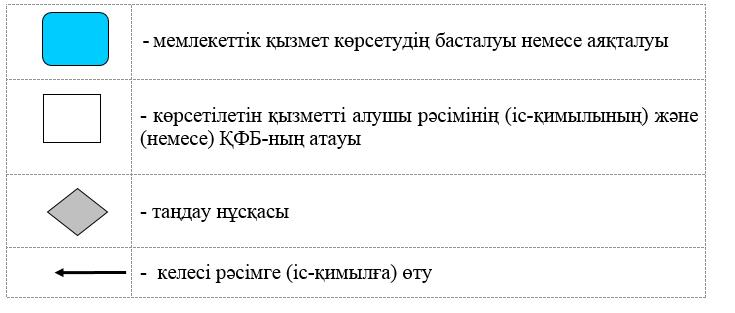 - мемлекеттік қызмет көрсетудің басталуы немесе аяқталуы
- көрсетілетін қызметті алушы рәсімінің (іс-қимылының) және
(немесе) ҚФБ-ның атауы
- таңдау нұсқасы
- келесі рәсімге (іс-қимылға) өту